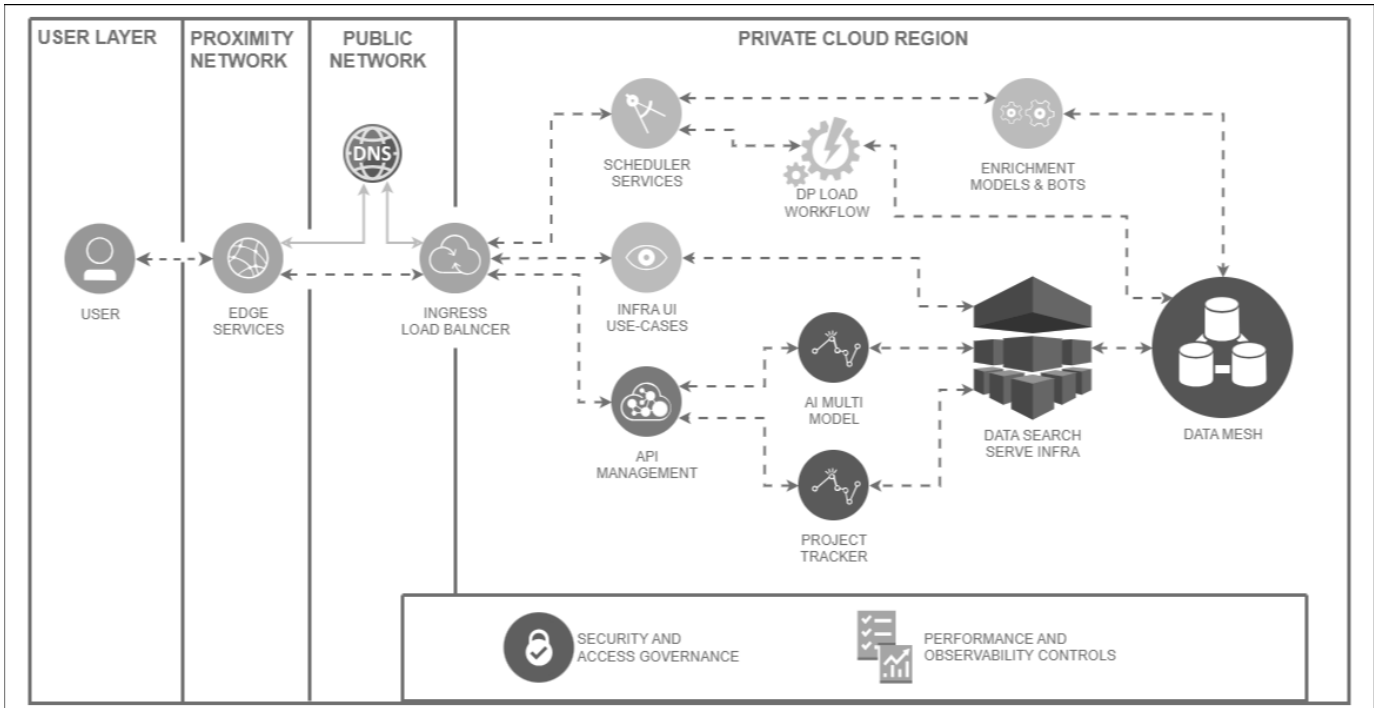 USER LAYER
PROXIMITY
NETWORK
PUBLIC
NETWORK
PRIVATE CLOUD REGION
DNS
SCHEDULER
SERVICES
DP LOAD
WORKFLOW
ENRICHMENT
MODELS & BOTS
USER
EDGE
SERVICES
INGRESS
LOAD BALNCER
INFRA UI
USE-CASES
AI MULTI
MODEL
DATA SEARCH
SERVE INFRA
DATA MESH
API
MANAGEMENT
PROJECT
TRACKER
SECURITY AND
ACCESS GOVERNANCE
PERFORMANCE AND
OBSERVABILITY CONTROLS